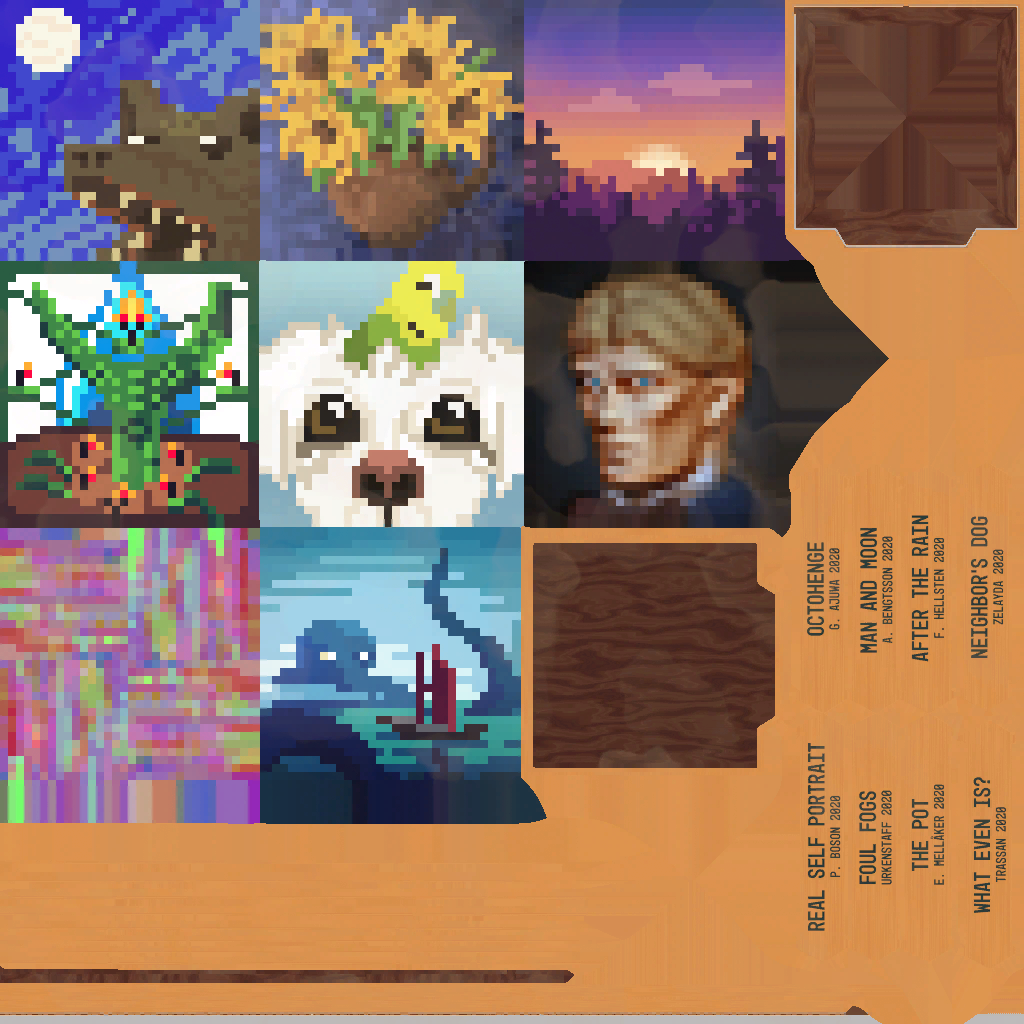 OCTOHENGE
G. AJUWA 2020
MAN AND MOON
A. BENGTSSON 2020
AFTER THE RAIN
F. HELLSTEN 2020
NEIGHBOR'S DOG
ZELAYDA 2020
REAL SELF PORTRAIT
P. BOSON 2020
FOUL FOGS
URKENSTAFF 2020
THE POT
E. MELLÅKER 2020
WHAT EVEN IS?
TRASSAN 2020